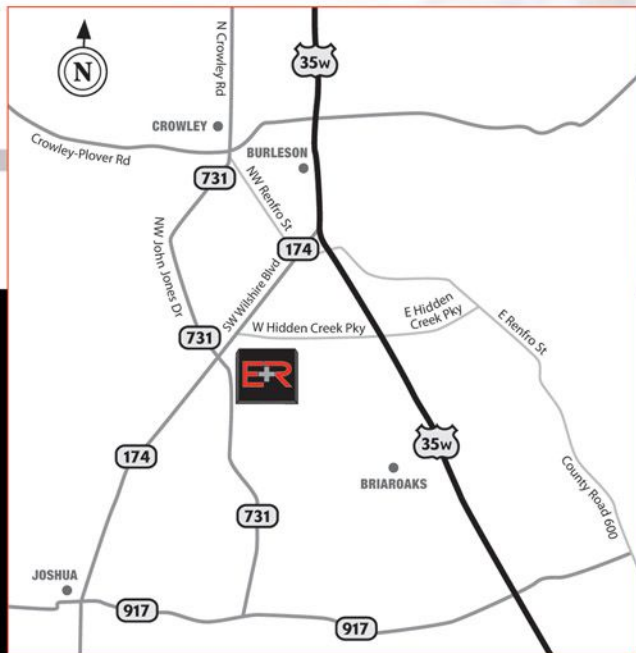 N Crowley Rd
35W
N
CROWLEY
Crowley-Plover Rd
BURLESON
731
NW Renfro St
NW John Jones Dr
174
SW Wilshire Blvd
E Hidden
Creek Pky
W Hidden Creek Pky
E Renfro St
731
E+R
174
35W
BRIAROAKS
County Road 600
731
JOSHUA
917
917